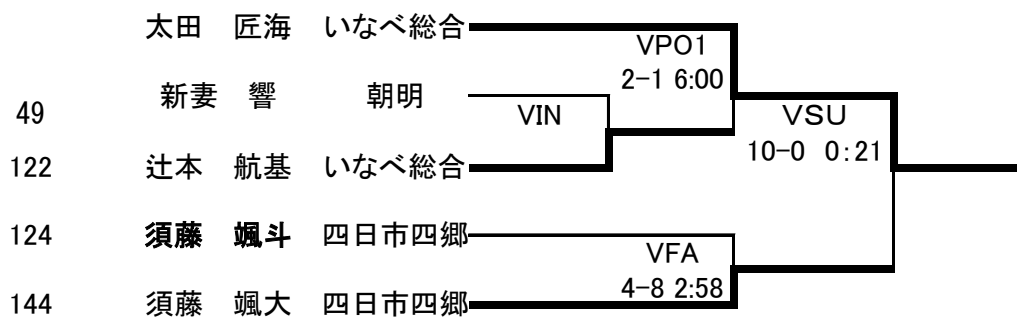 太田 匠海 いなべ総合
VPO1
2-1 6:00
49 新妻 響 朝明
VIN
VSU
10-0 0:21
122 辻本 航基 いなべ総合
124 須藤 颯斗 四日市四郷
VFA
4-8 2:58
144 須藤 颯大 四日市四郷